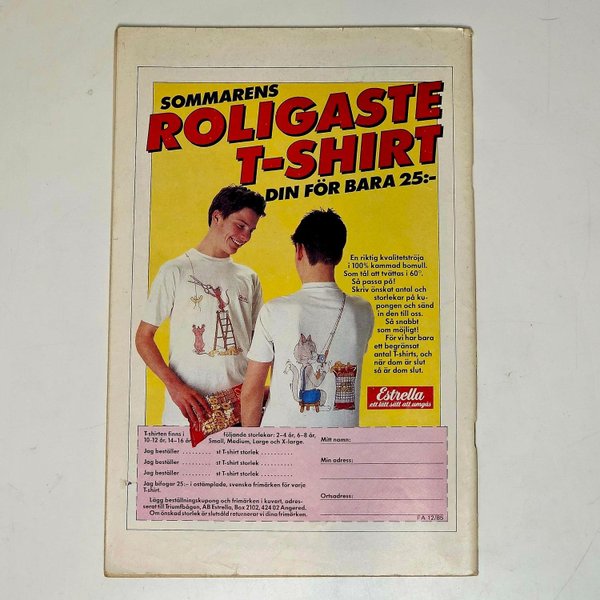 SOMMARENS
ROLIGASTE
T-SHIRT
DIN FÖR BARA 25:-
En riktig kvalitetströja
i 100% kammad bomull.
Som tål att tvättas i 60°.
Så passa på!
Skriv önskat antal och
storlekar på ku-
pongen och sänd
in den till oss.
Så snabbt
som möjligt!
För vi har bara
ett begränsat
antal T-shirts, och
när dom är slut
så är dom slut.
Estrella
ett lätt sätt att umgås
T-shirten finns i följande storlekar: 2–4 år, 6–8 år,
10–12 år, 14–16 år, Small, Medium, Large och X-large.
Jag beställer ........ st T-shirt storlek ........
Jag beställer ........ st T-shirt storlek ........
Jag beställer ........ st T-shirt storlek ........
Jag bifogar 25:– i ostämplade, svenska frimärken för varje
T-shirt.
Lägg beställningskupong och frimärken i kuvert, adres-
serat till Triumfbågen, AB Estrella, Box 2102, 424 02 Angered.
Om önskad storlek är slutsåld returnerar vi dina frimärken.
Mitt namn:
Min adress:
Ortsadress:
FA 12/85